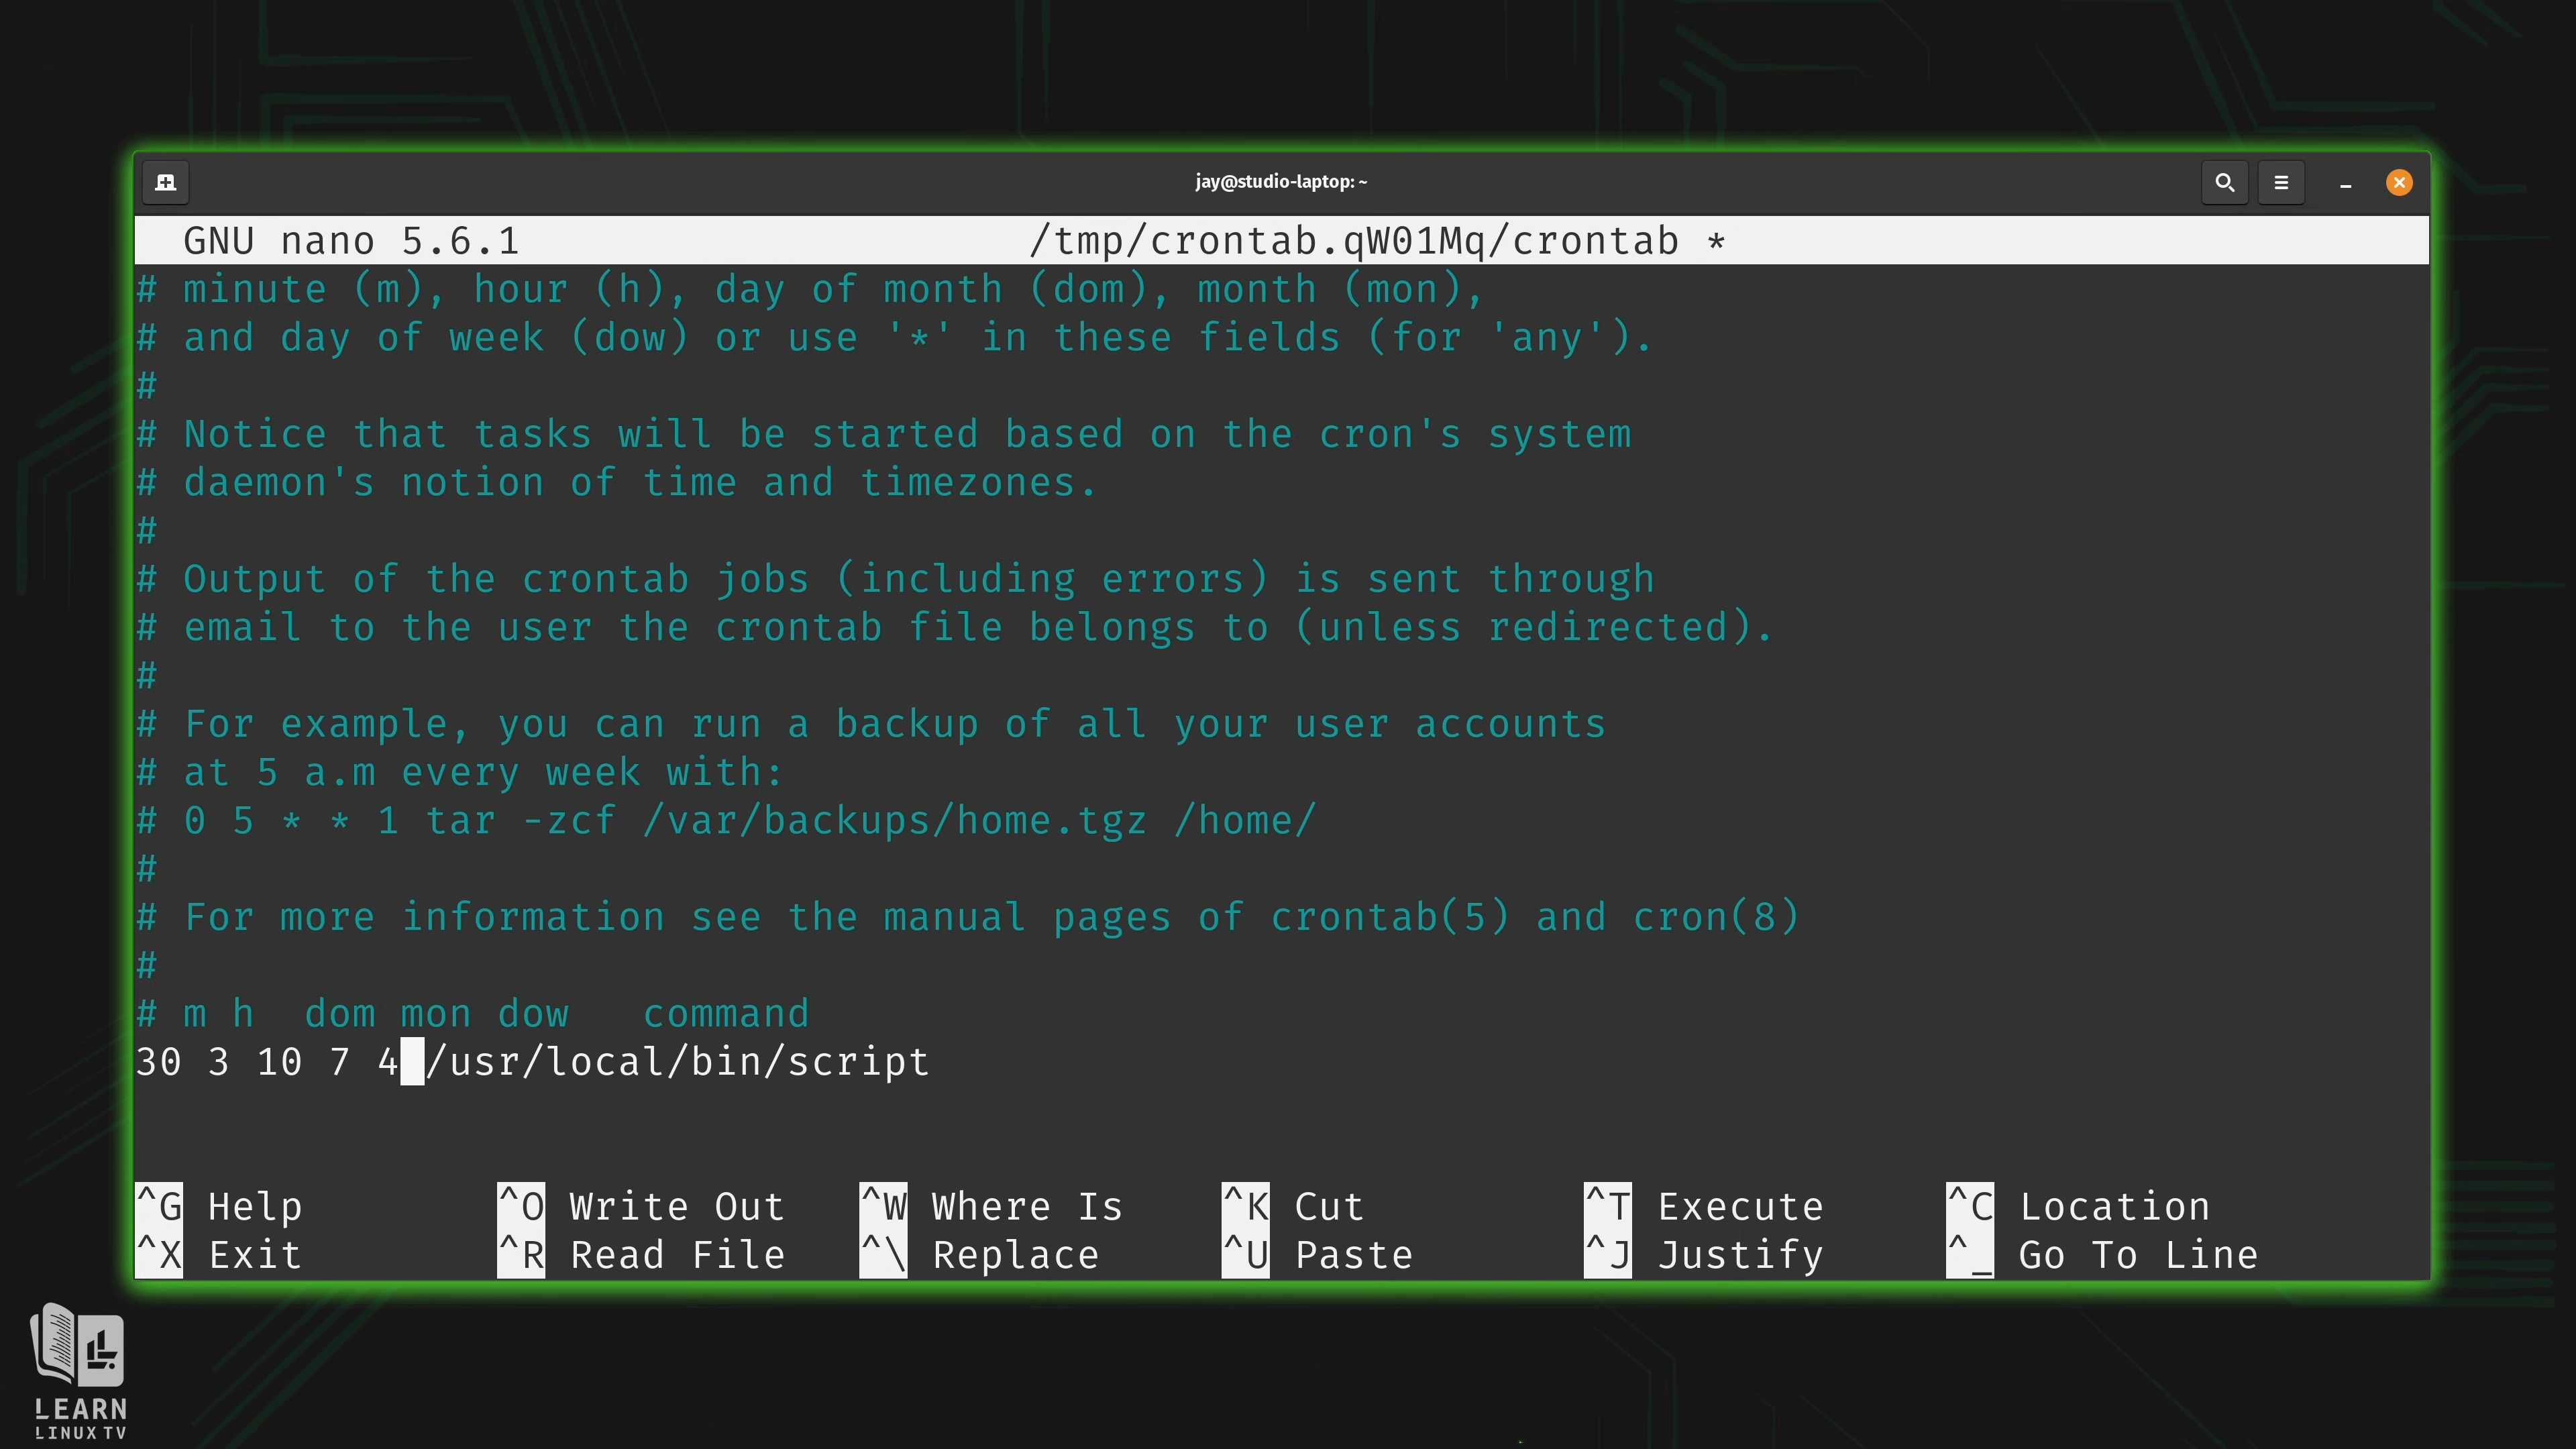 jay@studio-laptop: ~
GNU nano 5.6.1 /tmp/crontab.qW01Mq/crontab *
# minute (m), hour (h), day of month (dom), month (mon),
# and day of week (dow) or use '*' in these fields (for 'any').
#
# Notice that tasks will be started based on the cron's system
# daemon's notion of time and timezones.
#
# Output of the crontab jobs (including errors) is sent through
# email to the user the crontab file belongs to (unless redirected).
#
# For example, you can run a backup of all your user accounts
# at 5 a.m every week with:
# 0 5 * * 1 tar -zcf /var/backups/home.tgz /home/
#
# For more information see the manual pages of crontab(5) and cron(8)
#
# m h  dom mon dow   command
30 3 10 7 4 /usr/local/bin/script
^G Help ^O Write Out ^W Where Is ^K Cut ^T Execute ^C Location
^X Exit ^R Read File ^\ Replace ^U Paste ^J Justify ^_ Go To Line
LEARN
LINUX TV